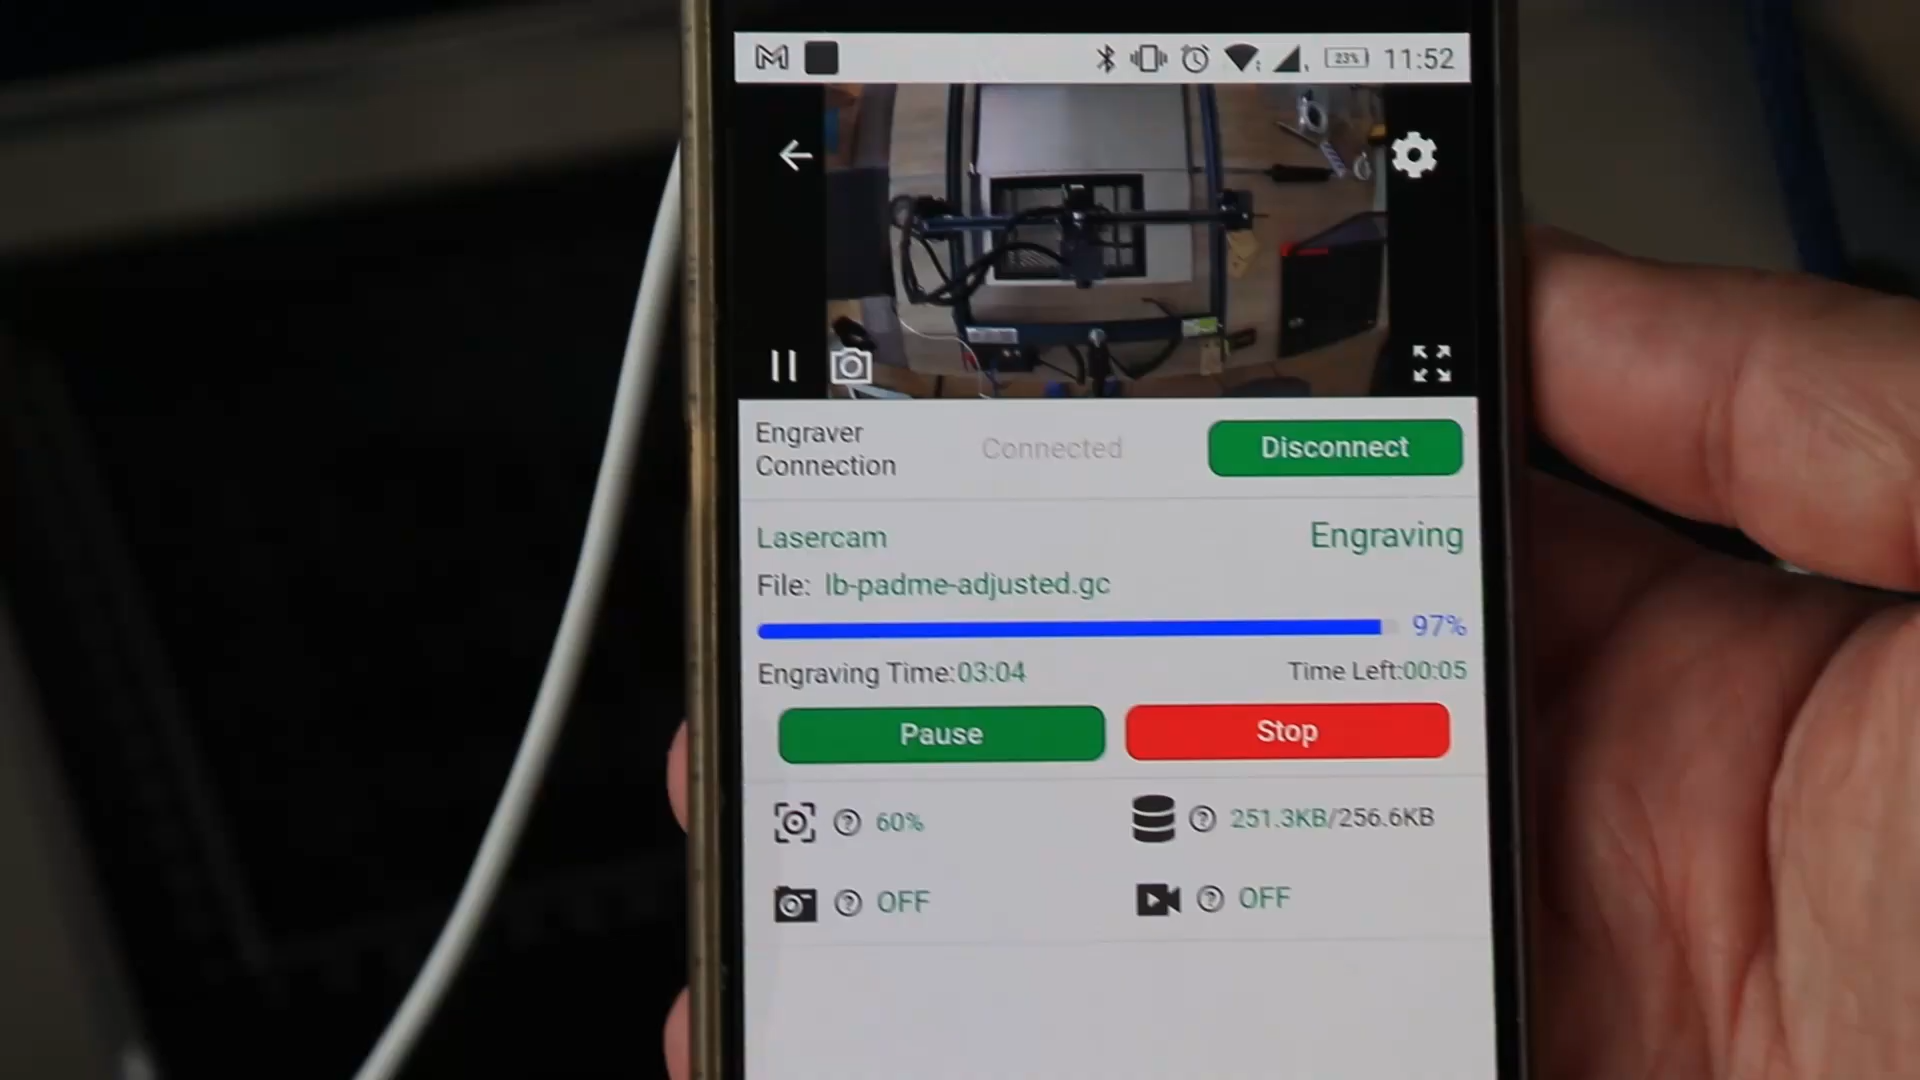 23% 11:52
Engraver
Connection
Connected
Disconnect
Lasercam
Engraving
File: lb-padme-adjusted.gc
97%
Engraving Time:03:04
Time Left:00:05
Pause
Stop
60%
251.3KB/256.6KB
OFF
OFF